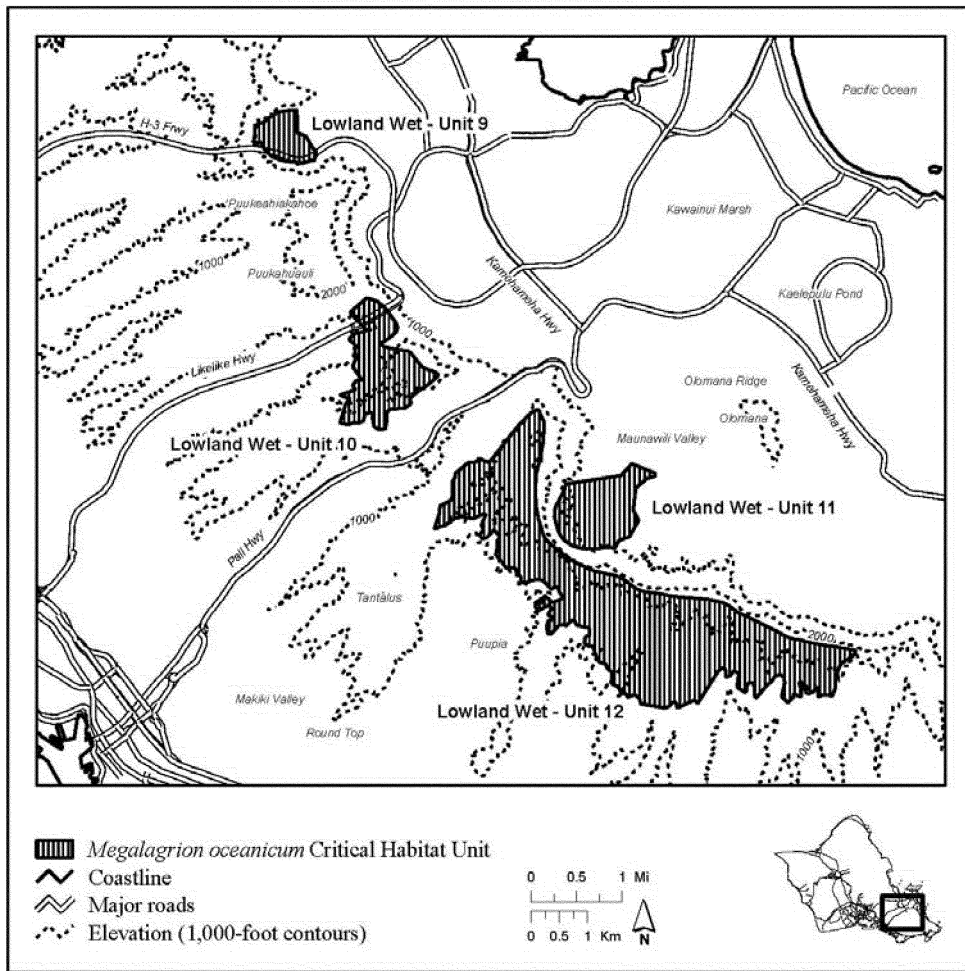 Pacific Ocean
H-3 Frwy
Lowland Wet - Unit 9
Puukeahiakahoe
Kawainui Marsh
1000
Puukahuauli
2000
Kamehameha Hwy
Kaelepulu Pond
1000
Likelike Hwy
Olomana Ridge
Kamehameha Hwy
Olomana
Lowland Wet - Unit 10
Maunawili Valley
Lowland Wet - Unit 11
1000
Pali Hwy
Tantalus
2000
Puupia
Makiki Valley
Lowland Wet - Unit 12
Round Top
1000
Megalagrion oceanicum Critical Habitat Unit
Coastline
Major roads
Elevation (1,000-foot contours)
0 0.5 1 Mi
0 0.5 1 Km
N